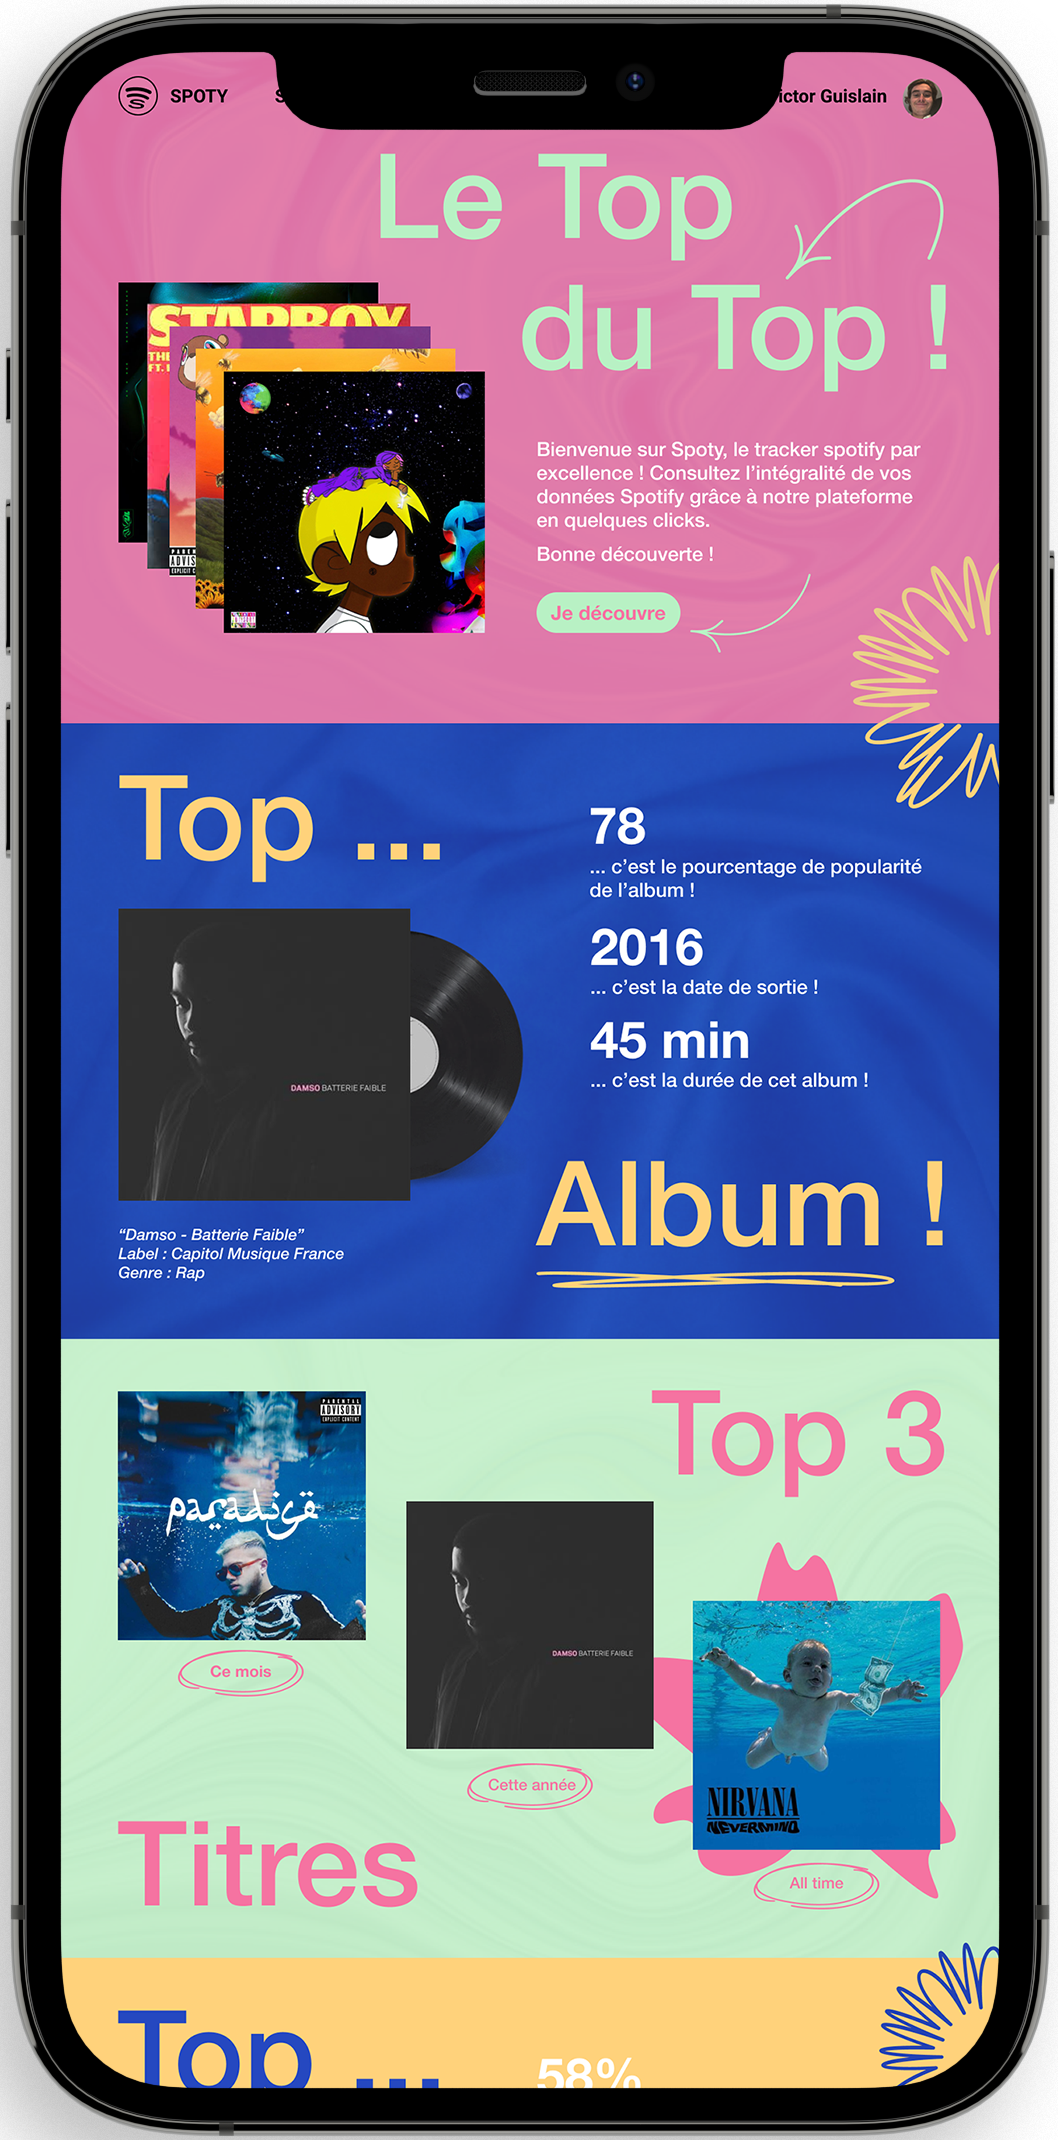 SPOTY
ictor Guislain
Le Top
du Top !
STARBOY
THE
FT.
Bienvenue sur Spoty, le tracker spotify par
excellence ! Consultez l'intégralité de vos
données Spotify grâce à notre plateforme
en quelques clicks.
Bonne découverte !
Je découvre
Top ...
78
... c'est le pourcentage de popularité
de l'album !
2016
... c'est la date de sortie !
45 min
... c'est la durée de cet album !
DAMSO BATTERIE FAIBLE
Album !
“Damso - Batterie Faible”
Label : Capitol Musique France
Genre : Rap
Top 3
PARENTAL
ADVISORY
EXPLICIT CONTENT
paradise
Ce mois
DAMSO BATTERIE FAIBLE
Cette année
NIRVANA
NEVERMIND
All time
Titres
Top ...
58%